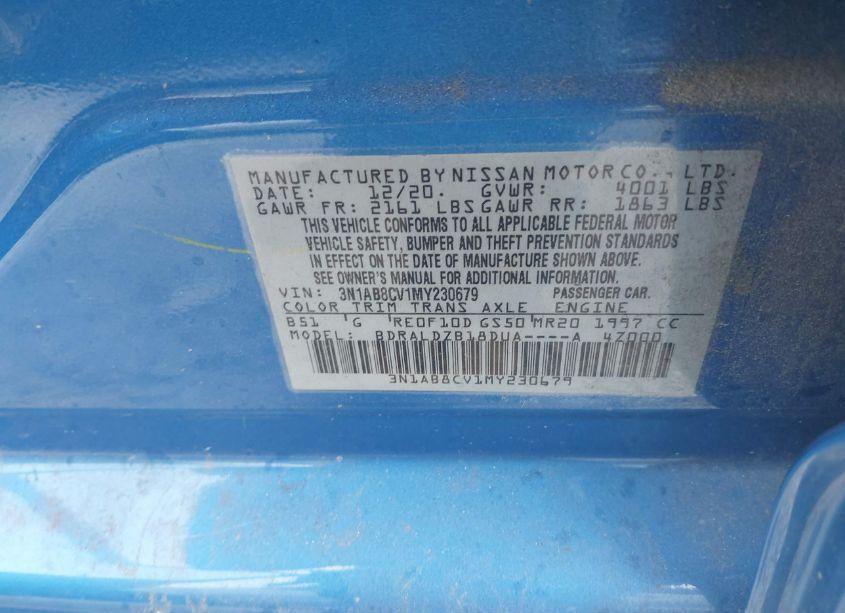 MANUFACTURED BY NISSAN MOTOR CO., LTD.
DATE: 12/20. GVWR: 4001 LBS
GAWR FR: 2161 LBS GAWR RR: 1863 LBS
THIS VEHICLE CONFORMS TO ALL APPLICABLE FEDERAL MOTOR
VEHICLE SAFETY, BUMPER AND THEFT PREVENTION STANDARDS
IN EFFECT ON THE DATE OF MANUFACTURE SHOWN ABOVE.
SEE OWNER'S MANUAL FOR ADDITIONAL INFORMATION.
VIN: 3N1AB8CV1MY230679 PASSENGER CAR.
COLOR TRIM TRANS AXLE ENGINE
B51 G RE0F10D GS50 MR20 1997 CC
MODEL: BDRALDZB18DUA----A 4Z000
3N1AB8CV1MY230679